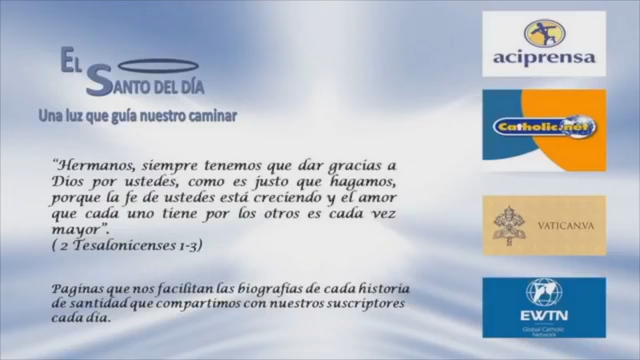 El
Santo del Día
Una luz que guía nuestro caminar
“Hermanos, siempre tenemos que dar gracias a
Dios por ustedes, como es justo que hagamos,
porque la fe de ustedes está creciendo y el amor
que cada uno tiene por los otros es cada vez
mayor”.
( 2 Tesalonicenses 1-3)
Paginas que nos facilitan las biografías de cada historia
de santidad que compartimos con nuestros suscriptores
cada día.
aciprensa
Catholic.net
VATICAN.VA
EWTN
Global Catholic
Network